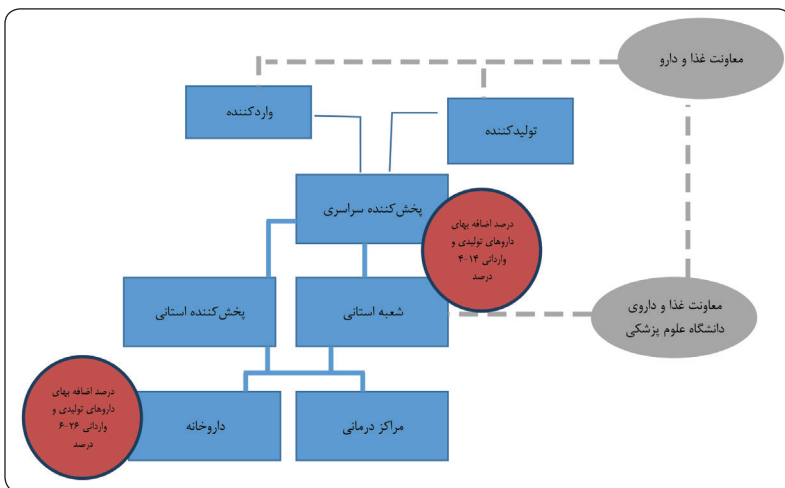 معاونت غذا و دارو
واردکننده
تولیدکننده
پخش‌کننده سراسری
درصد اضافه بهای
داروهای تولیدی و
وارداتی ۱۴-۴
درصد
پخش‌کننده استانی
شعبه استانی
معاونت غذا و داروی
دانشگاه علوم پزشکی
درصد اضافه بهای
داروهای تولیدی و
وارداتی ۲۶-۶
درصد
داروخانه
مراکز درمانی